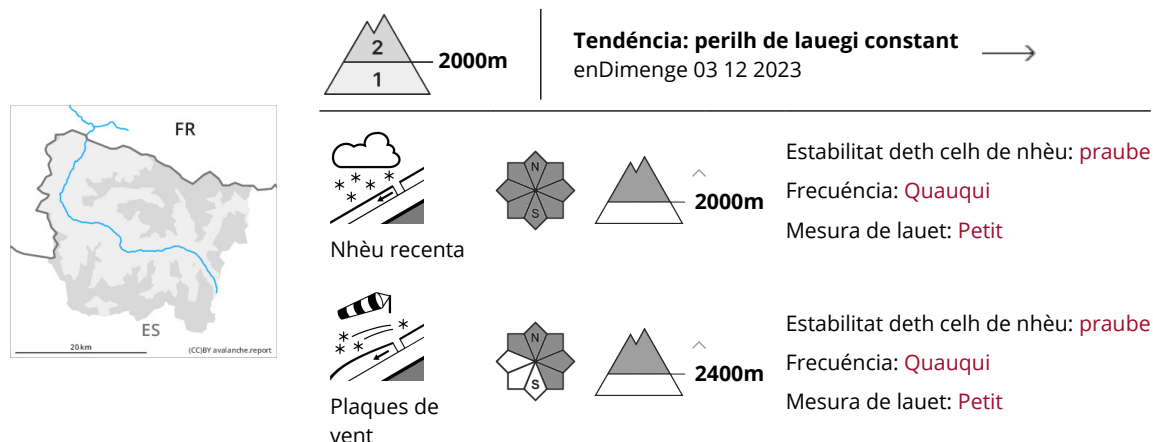 2
1
2000m
Tendéncia: perilh de lauegi constant
enDimenge 03 12 2023
FR
ES
20 km
(CC)BY avalanche.report
N
S
2000m
Nhèu recenta
Estabilitat deth celh de nhèu: praube
Frecuéncia: Quauqui
Mesura de lauet: Petit
N
S
2400m
Plaques de
vent
Estabilitat deth celh de nhèu: praube
Frecuéncia: Quauqui
Mesura de lauet: Petit